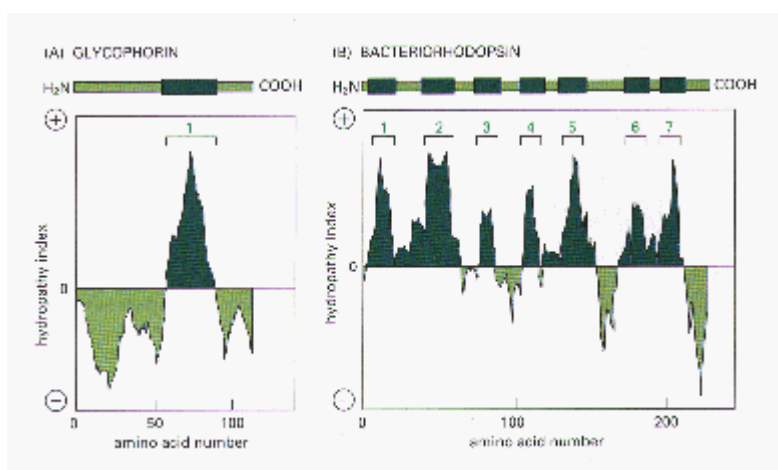 (A) GLYCOPHORIN
H₂N COOH
+
1
hydropathy index
0
−
0 50 100
amino acid number
(B) BACTERIORHODOPSIN
H₂N COOH
+
1 2 3 4 5 6 7
hydropathy index
0
−
0 100 200
amino acid number